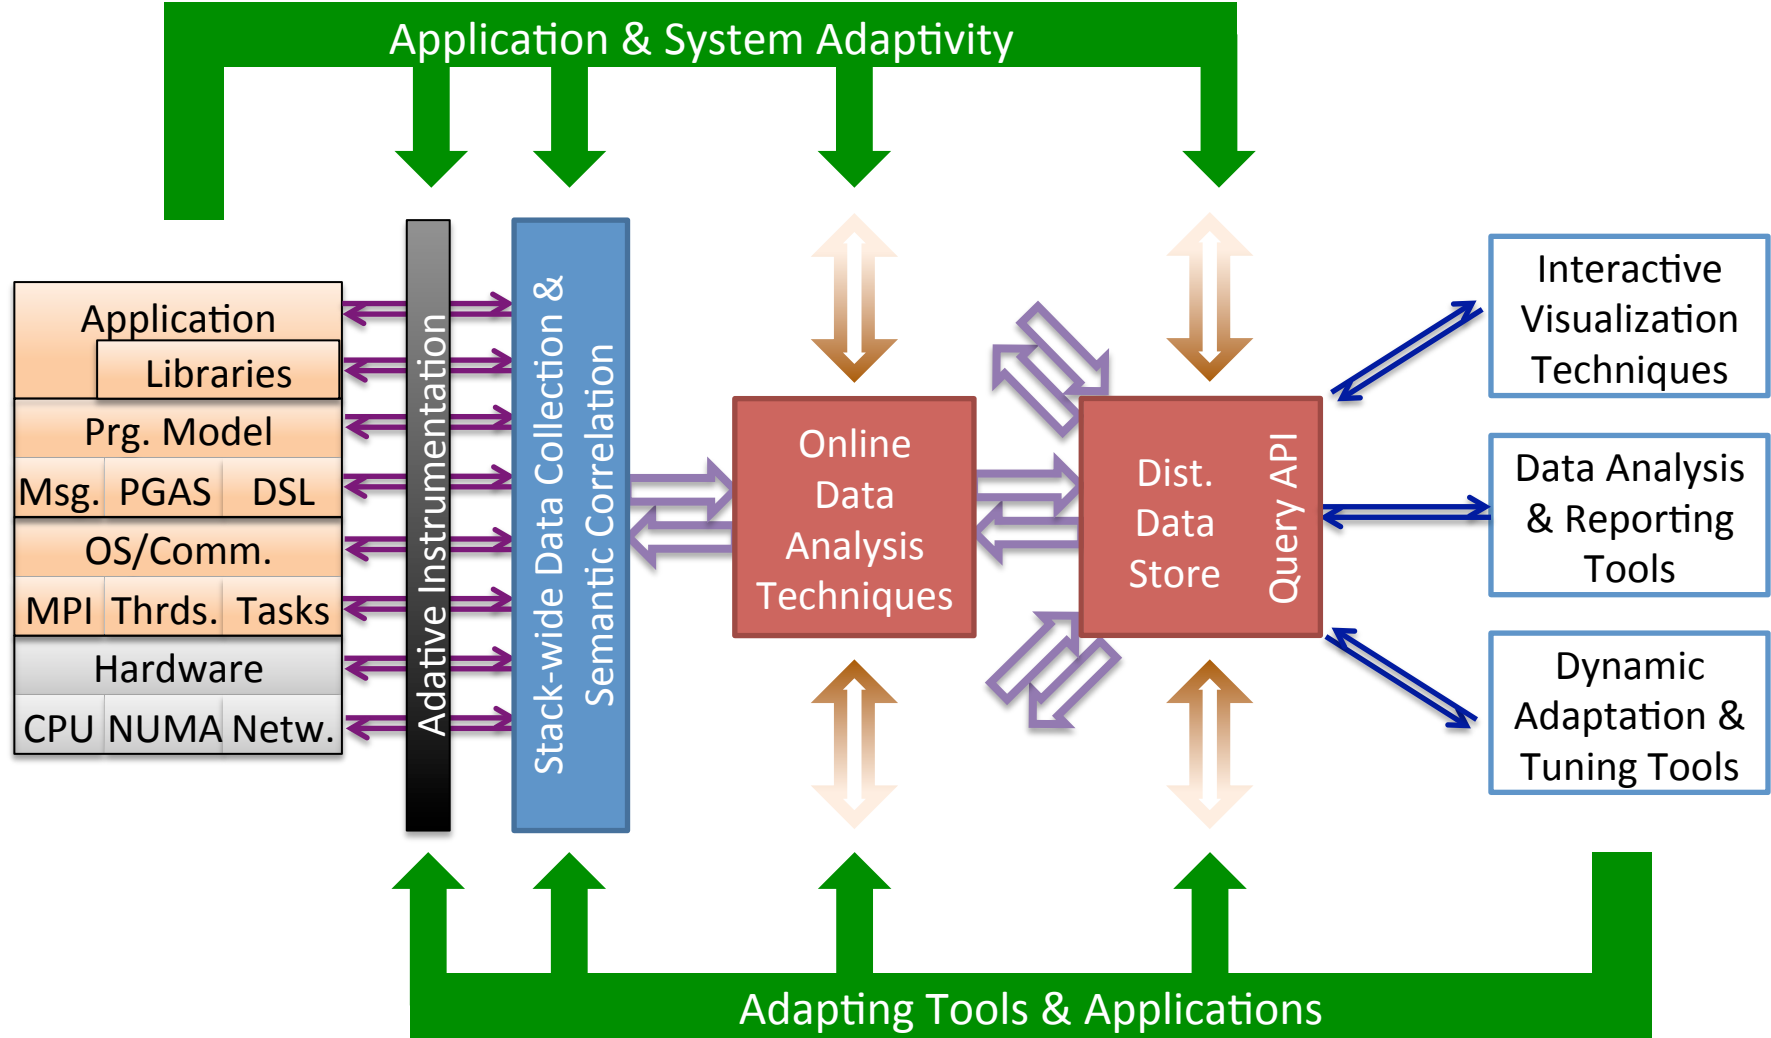 Application & System Adaptivity
Application
Libraries
Prg. Model
Msg. PGAS DSL
OS/Comm.
MPI Thrds. Tasks
Hardware
CPU NUMA Netw.
Adative Instrumentation
Stack-wide Data Collection &
Semantic Correlation
Online
Data
Analysis
Techniques
Dist.
Data
Store
Query API
Interactive
Visualization
Techniques
Data Analysis
& Reporting
Tools
Dynamic
Adaptation &
Tuning Tools
Adapting Tools & Applications